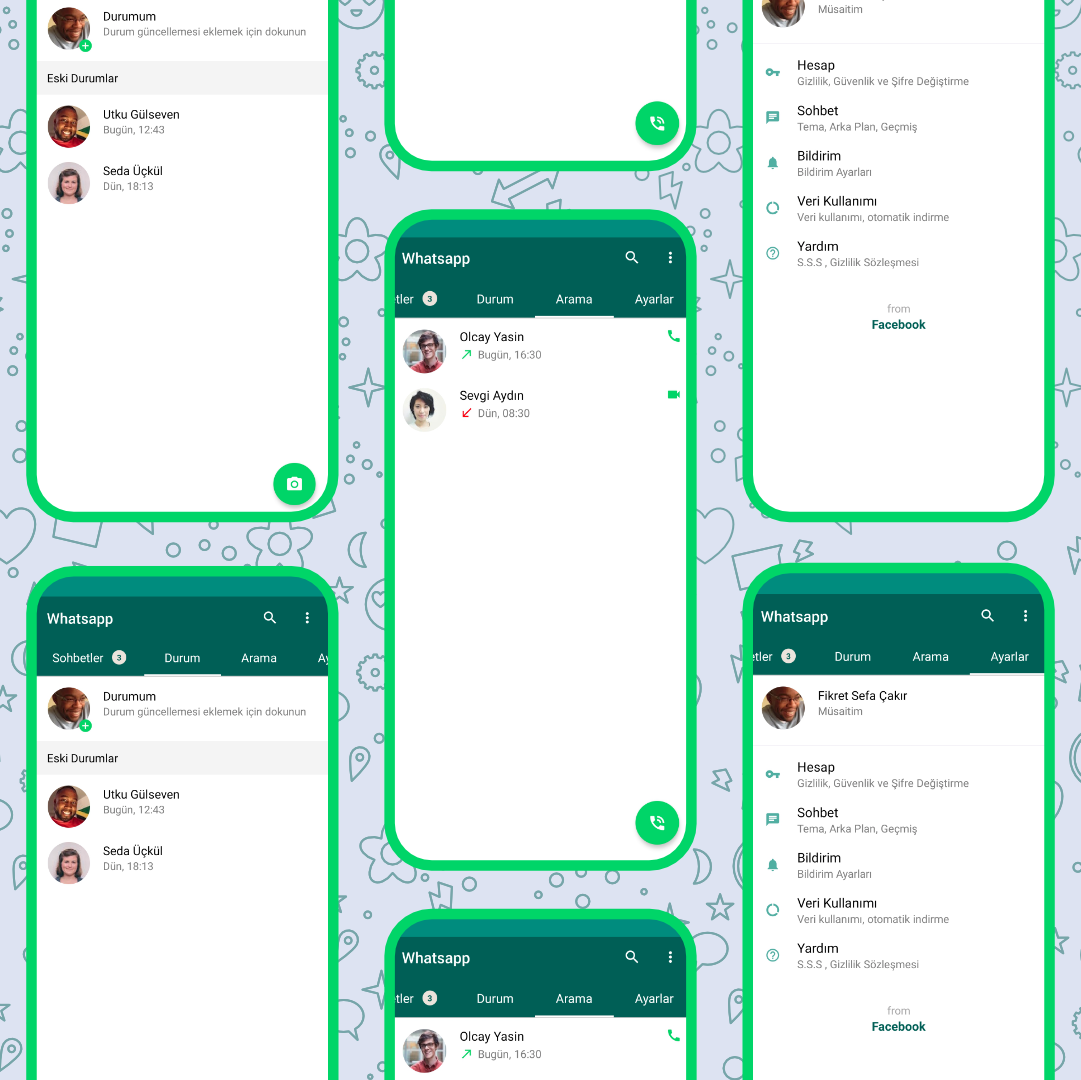 Durumum
Durum güncellemesi eklemek için dokunun
Eski Durumlar
Utku Gülseven
Bugün, 12:43
Seda Üçkül
Dün, 18:13
Whatsapp
Sohbetler 3 Durum Arama Ay
Durumum
Durum güncellemesi eklemek için dokunun
Eski Durumlar
Utku Gülseven
Bugün, 12:43
Seda Üçkül
Dün, 18:13
Whatsapp
etler 3 Durum Arama Ayarlar
Olcay Yasin
Bugün, 16:30
Sevgi Aydın
Dün, 08:30
Whatsapp
etler 3 Durum Arama Ayarlar
Olcay Yasin
Bugün, 16:30
Müsaitim
Hesap
Gizlilik, Güvenlik ve Şifre Değiştirme
Sohbet
Tema, Arka Plan, Geçmiş
Bildirim
Bildirim Ayarları
Veri Kullanımı
Veri kullanımı, otomatik indirme
Yardım
S.S.S , Gizlilik Sözleşmesi
from
Facebook
Whatsapp
etler 3 Durum Arama Ayarlar
Fikret Sefa Çakır
Müsaitim
Hesap
Gizlilik, Güvenlik ve Şifre Değiştirme
Sohbet
Tema, Arka Plan, Geçmiş
Bildirim
Bildirim Ayarları
Veri Kullanımı
Veri kullanımı, otomatik indirme
Yardım
S.S.S , Gizlilik Sözleşmesi
from
Facebook